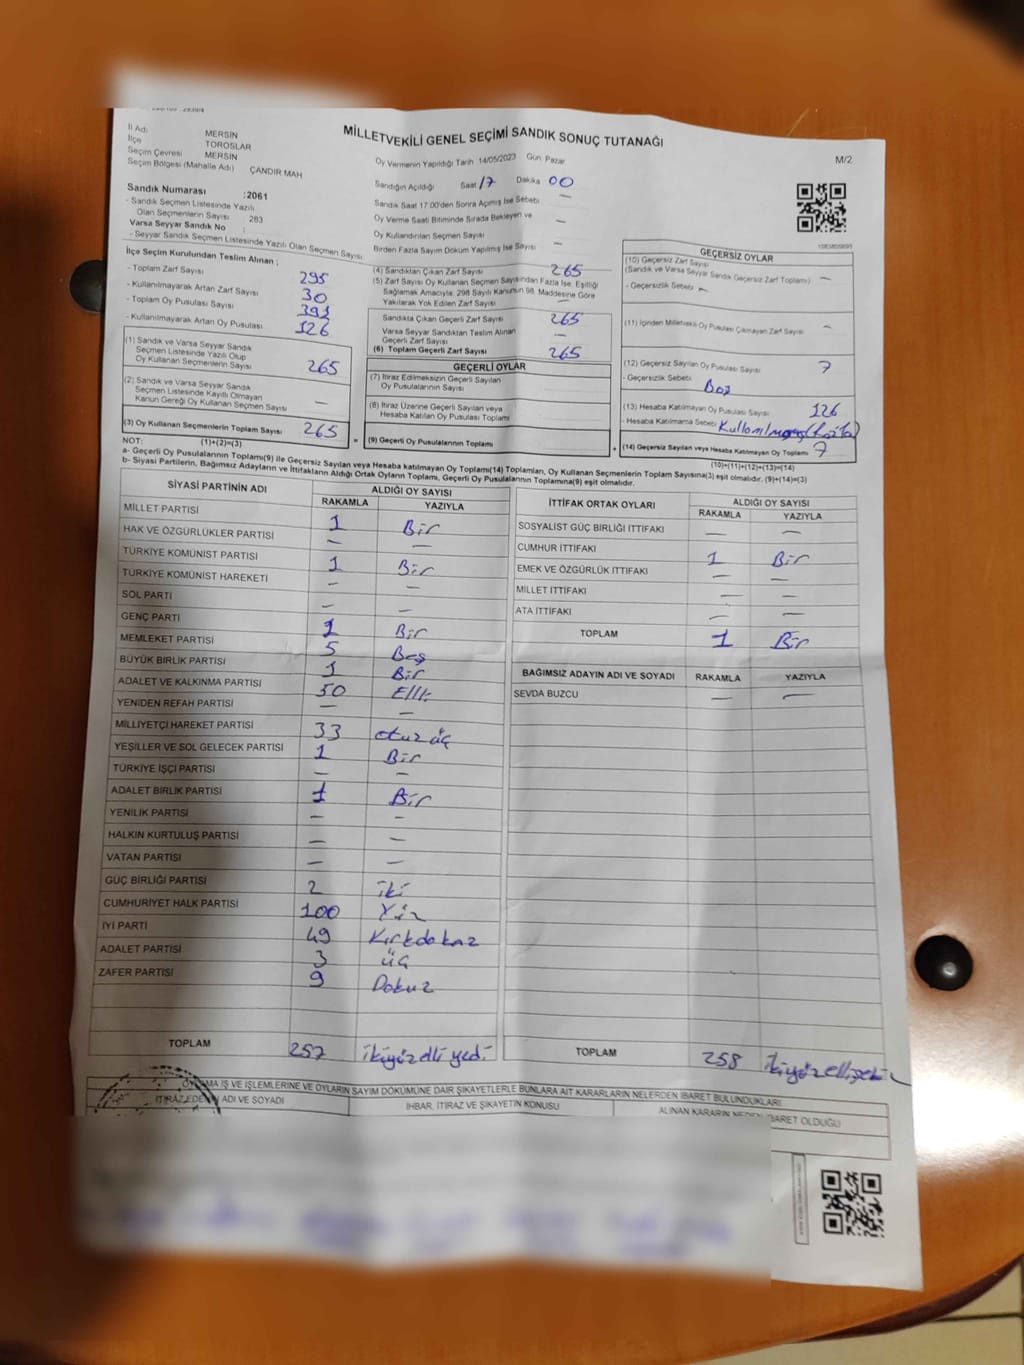 MİLLETVEKİLİ GENEL SEÇİMİ SANDIK SONUÇ TUTANAĞI
M/2
İl Adı MERSİN
İlçe TOROSLAR
Seçim Çevresi MERSİN
Seçim Bölgesi (Mahalle Adı) ÇANDIR MAH
Sandık Numarası :2061
- Sandık Seçmen Listesinde Yazılı
Olan Seçmenlerin Sayısı 283
Varsa Seyyar Sandık No :
- Seyyar Sandık Seçmen Listesinde Yazılı Olan Seçmen Sayısı
Oy Vermenin Yapıldığı Tarih 14/05/2023 Gün: Pazar
Sandığın Açıldığı Saat 17 Dakika 00
Sandık Saat 17:00'den Sonra Açılmış İse Sebebi —
Oy Verme Saati Bitiminde Sırada Bekleyen ve
Oy Kullandırılan Seçmen Sayısı —
Birden Fazla Sayım Döküm Yapılmış İse Sayısı —
İlçe Seçim Kurulundan Teslim Alınan ;
- Toplam Zarf Sayısı 295
- Kullanılmayarak Artan Zarf Sayısı 30
- Toplam Oy Pusulası Sayısı 391
- Kullanılmayarak Artan Oy Pusulası 126
(1) Sandık ve Varsa Seyyar Sandık
Seçmen Listesinde Yazılı Olup
Oy Kullanan Seçmenlerin Sayısı 265
(2) Sandık ve Varsa Seyyar Sandık
Seçmen Listesinde Kayıtlı Olmayan
Kanun Gereği Oy Kullanan Seçmen Sayısı —
(3) Oy Kullanan Seçmenlerin Toplam Sayısı 265
(4) Sandıktan Çıkan Zarf Sayısı 265
(5) Zarf Sayısı Oy Kullanan Seçmen Sayısından Fazla İse, Eşitliği
Sağlamak Amacıyla, 298 Sayılı Kanunun 98. Maddesine Göre
Yakılarak Yok Edilen Zarf Sayısı —
Sandıkta Çıkan Geçerli Zarf Sayısı 265
Varsa Seyyar Sandıktan Teslim Alınan
Geçerli Zarf Sayısı —
(6) Toplam Geçerli Zarf Sayısı 265
GEÇERLİ OYLAR
(7) İtiraz Edilmeksizin Geçerli Sayılan
Oy Pusulalarının Sayısı
(8) İtiraz Üzerine Geçerli Sayılan veya
Hesaba Katılan Oy Pusulası Toplamı
(9) Geçerli Oy Pusulalarının Toplamı
GEÇERSİZ OYLAR
(10) Geçersiz Zarf Sayısı
(Sandık ve Varsa Seyyar Sandık Geçersiz Zarf Toplamı) —
- Geçersizlik Sebebi —
(11) İçinden Milletvekili Oy Pusulası Çıkmayan Zarf Sayısı —
(12) Geçersiz Sayılan Oy Pusulası Sayısı 7
- Geçersizlik Sebebi Boş
(13) Hesaba Katılmayan Oy Pusulası Sayısı 126
- Hesaba Katılmama Sebebi
(14) Geçersiz Sayılan veya Hesaba Katılmayan Oy Toplamı 7
NOT: (1)+(2)=(3) (10)+(11)+(12)+(13)=(14)
a- Geçerli Oy Pusulalarının Toplamı(9) ile Geçersiz Sayılan veya Hesaba katılmayan Oy Toplamı(14) Toplamları, Oy Kullanan Seçmenlerin Toplam Sayısına(3) eşit olmalıdır. (9)+(14)=(3)
b- Siyasi Partilerin, Bağımsız Adayların ve İttifakların Aldığı Ortak Oyların Toplamı, Geçerli Oy Pusulalarının Toplamına(9) eşit olmalıdır.
SİYASİ PARTİNİN ADI ALDIĞI OY SAYISI
RAKAMLA YAZIYLA
MİLLET PARTİSİ 1 Bir
HAK VE ÖZGÜRLÜKLER PARTİSİ — —
TÜRKİYE KOMÜNİST PARTİSİ 1 Bir
TÜRKİYE KOMÜNİST HAREKETİ — —
SOL PARTİ — —
GENÇ PARTİ 1 Bir
MEMLEKET PARTİSİ 5 Beş
BÜYÜK BİRLİK PARTİSİ 1 Bir
ADALET VE KALKINMA PARTİSİ 50 Elli
YENİDEN REFAH PARTİSİ — —
MİLLİYETÇİ HAREKET PARTİSİ 33 otuz üç
YEŞİLLER VE SOL GELECEK PARTİSİ 1 Bir
TÜRKİYE İŞÇİ PARTİSİ — —
ADALET BİRLİK PARTİSİ 1 Bir
YENİLİK PARTİSİ — —
HALKIN KURTULUŞ PARTİSİ — —
VATAN PARTİSİ — —
GÜÇ BİRLİĞİ PARTİSİ 2 iki
CUMHURİYET HALK PARTİSİ 100 Yüz
İYİ PARTİ 49 Kırkdokuz
ADALET PARTİSİ 3 üç
ZAFER PARTİSİ 9 Dokuz
TOPLAM 257 ikiyüz elli yedi
İTTİFAK ORTAK OYLARI ALDIĞI OY SAYISI
RAKAMLA YAZIYLA
SOSYALİST GÜÇ BİRLİĞİ İTTİFAKI — —
CUMHUR İTTİFAKI 1 Bir
EMEK VE ÖZGÜRLÜK İTTİFAKI — —
MİLLET İTTİFAKI — —
ATA İTTİFAKI — —
TOPLAM 1 Bir
BAĞIMSIZ ADAYIN ADI VE SOYADI RAKAMLA YAZIYLA
SEVDA BUZCU — —
TOPLAM 258 ikiyüzellisekiz
OYLAMA İŞ VE İŞLEMLERİNE VE OYLARIN SAYIM DÖKÜMÜNE DAİR ŞİKAYETLERLE BUNLARA AİT KARARLARIN NELERDEN İBARET BULUNDUKLARI
İTİRAZ EDENİN ADI VE SOYADI İHBAR, İTİRAZ VE ŞİKAYETİN KONUSU ALINAN KARARIN NEDEN İBARET OLDUĞU